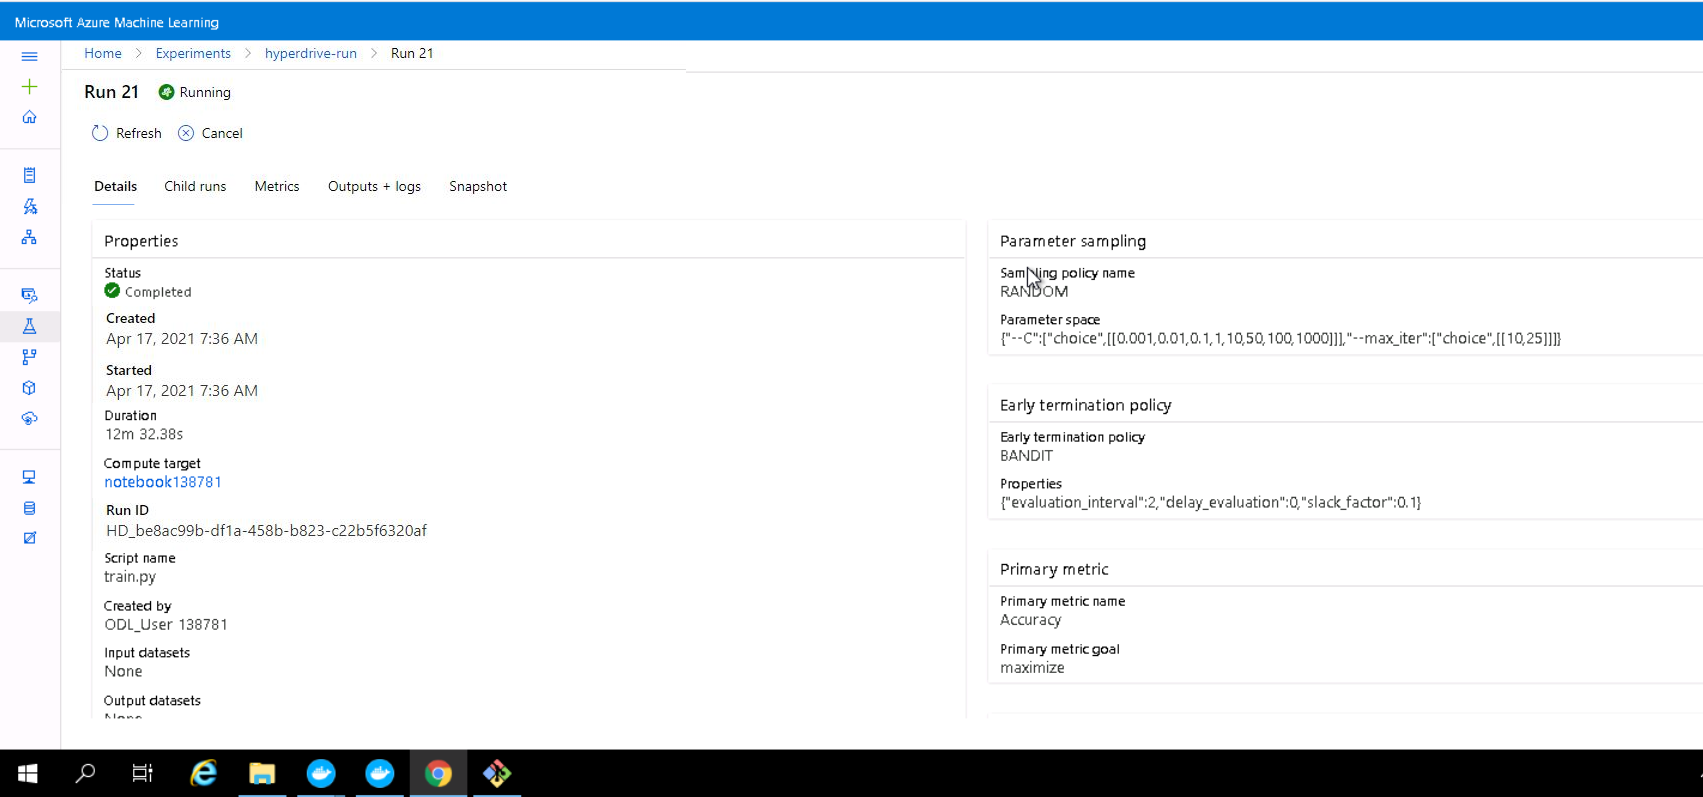 Microsoft Azure Machine Learning
Home > Experiments > hyperdrive-run > Run 21
Run 21 Running
Refresh Cancel
Details Child runs Metrics Outputs + logs Snapshot
Properties
Status
Completed
Created
Apr 17, 2021 7:36 AM
Started
Apr 17, 2021 7:36 AM
Duration
12m 32.38s
Compute target
notebook138781
Run ID
HD_be8ac99b-df1a-458b-b823-c22b5f6320af
Script name
train.py
Created by
ODL_User 138781
Input datasets
None
Output datasets
None
Parameter sampling
Sampling policy name
RANDOM
Parameter space
{"--C":["choice",[[0.001,0.01,0.1,1,10,50,100,1000]]],"--max_iter":["choice",[[10,25]]]}
Early termination policy
Early termination policy
BANDIT
Properties
{"evaluation_interval":2,"delay_evaluation":0,"slack_factor":0.1}
Primary metric
Primary metric name
Accuracy
Primary metric goal
maximize